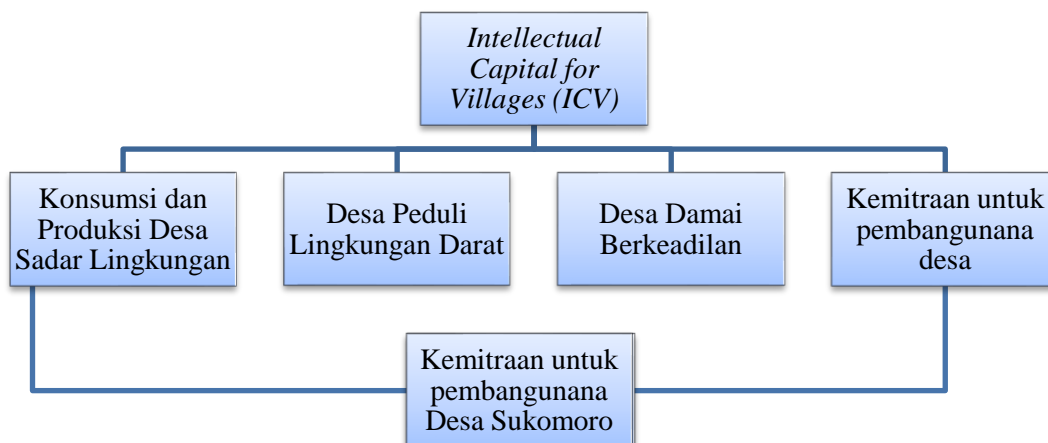 Intellectual
Capital for
Villages (ICV)
Konsumsi dan
Produksi Desa
Sadar Lingkungan
Desa Peduli
Lingkungan Darat
Desa Damai
Berkeadilan
Kemitraan untuk
pembangunana
desa
Kemitraan untuk
pembangunana
Desa Sukomoro